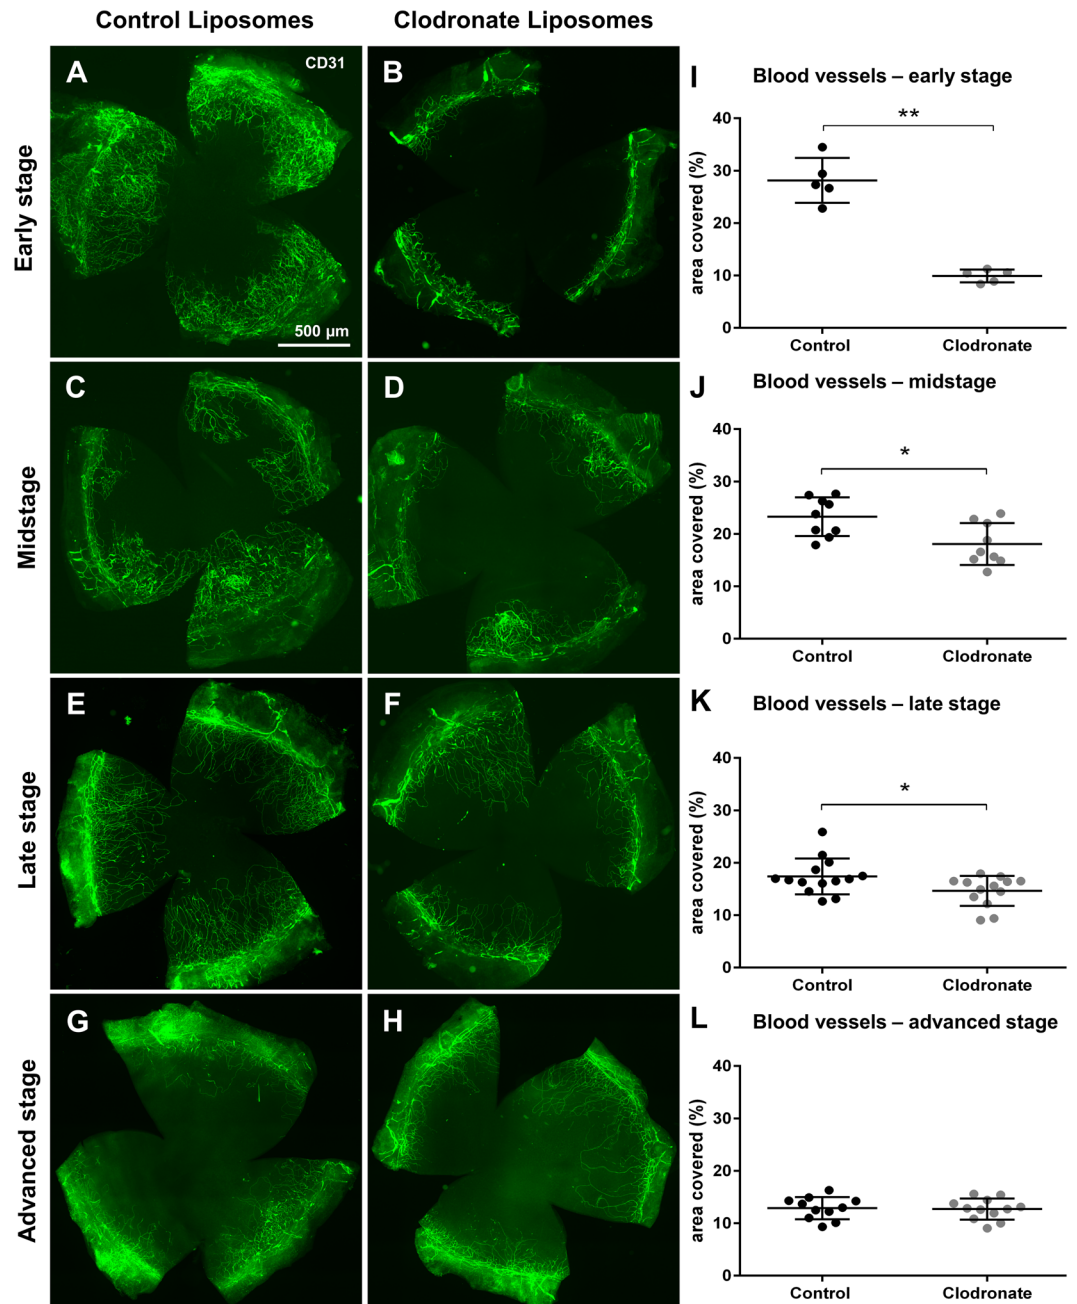 Control Liposomes
Clodronate Liposomes
Early stage
A
CD31
500 µm
B
I
Blood vessels – early stage
area covered (%)
40
30
20
10
0
**
Control
Clodronate
Midstage
C
D
J
Blood vessels – midstage
area covered (%)
40
30
20
10
0
*
Control
Clodronate
Late stage
E
F
K
Blood vessels – late stage
area covered (%)
40
30
20
10
0
*
Control
Clodronate
Advanced stage
G
H
L
Blood vessels – advanced stage
area covered (%)
40
30
20
10
0
Control
Clodronate